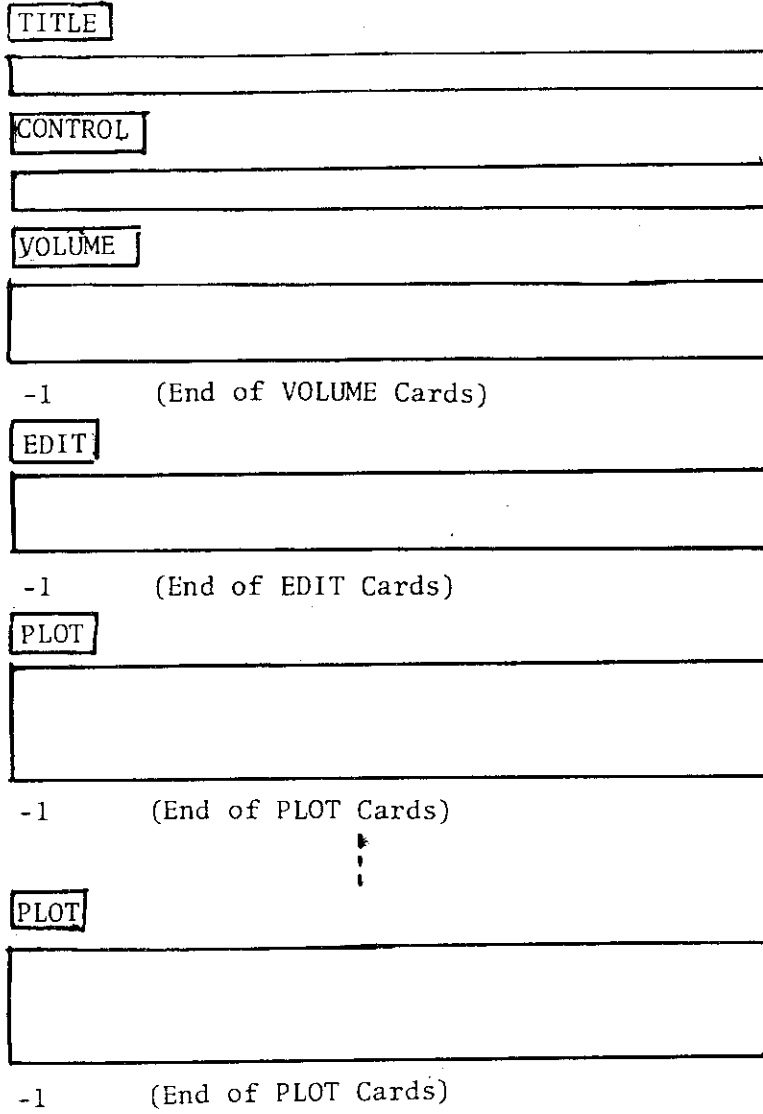 TITLE
CONTROL
VOLUME
-1 (End of VOLUME Cards)
EDIT
-1 (End of EDIT Cards)
PLOT
-1 (End of PLOT Cards)
PLOT
-1 (End of PLOT Cards)